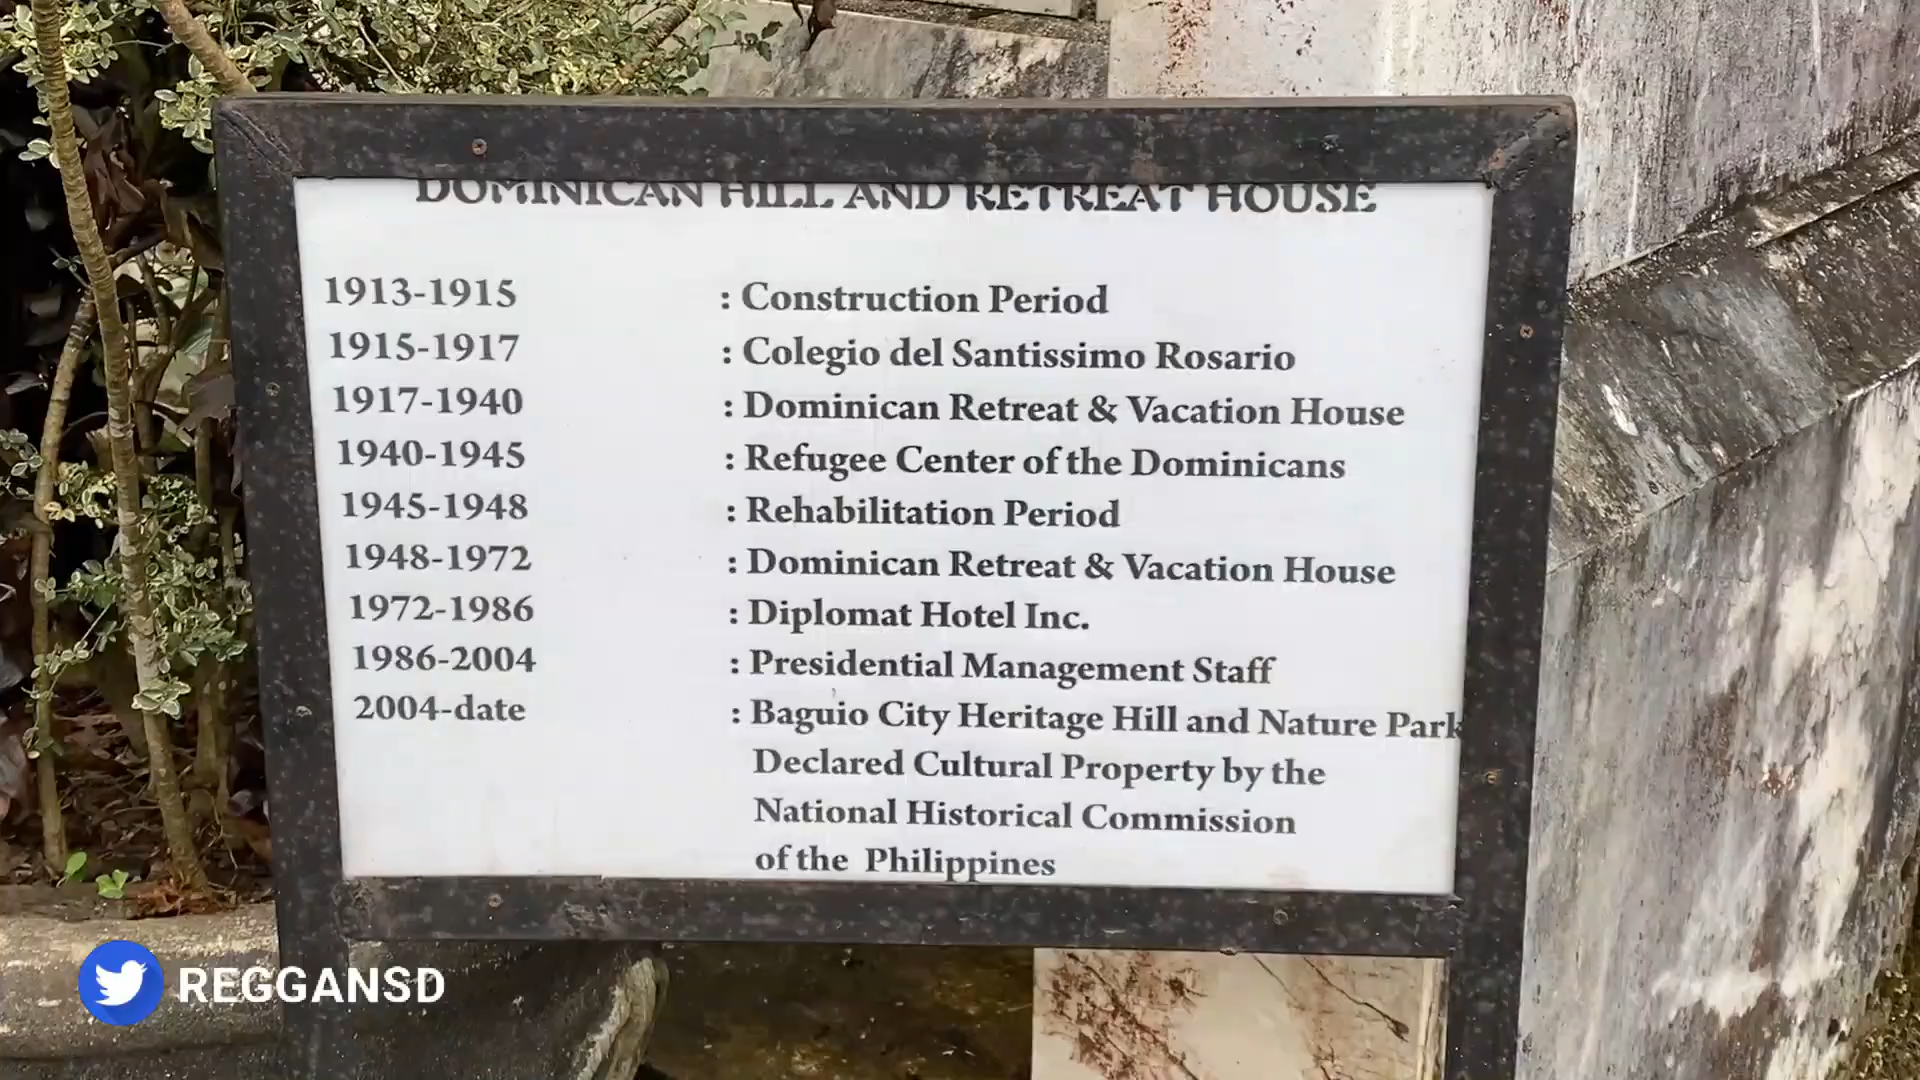 DOMINICAN HILL AND RETREAT HOUSE
1913-1915 : Construction Period
1915-1917 : Colegio del Santissimo Rosario
1917-1940 : Dominican Retreat & Vacation House
1940-1945 : Refugee Center of the Dominicans
1945-1948 : Rehabilitation Period
1948-1972 : Dominican Retreat & Vacation House
1972-1986 : Diplomat Hotel Inc.
1986-2004 : Presidential Management Staff
2004-date : Baguio City Heritage Hill and Nature Park
Declared Cultural Property by the
National Historical Commission
of the Philippines
REGGANSD